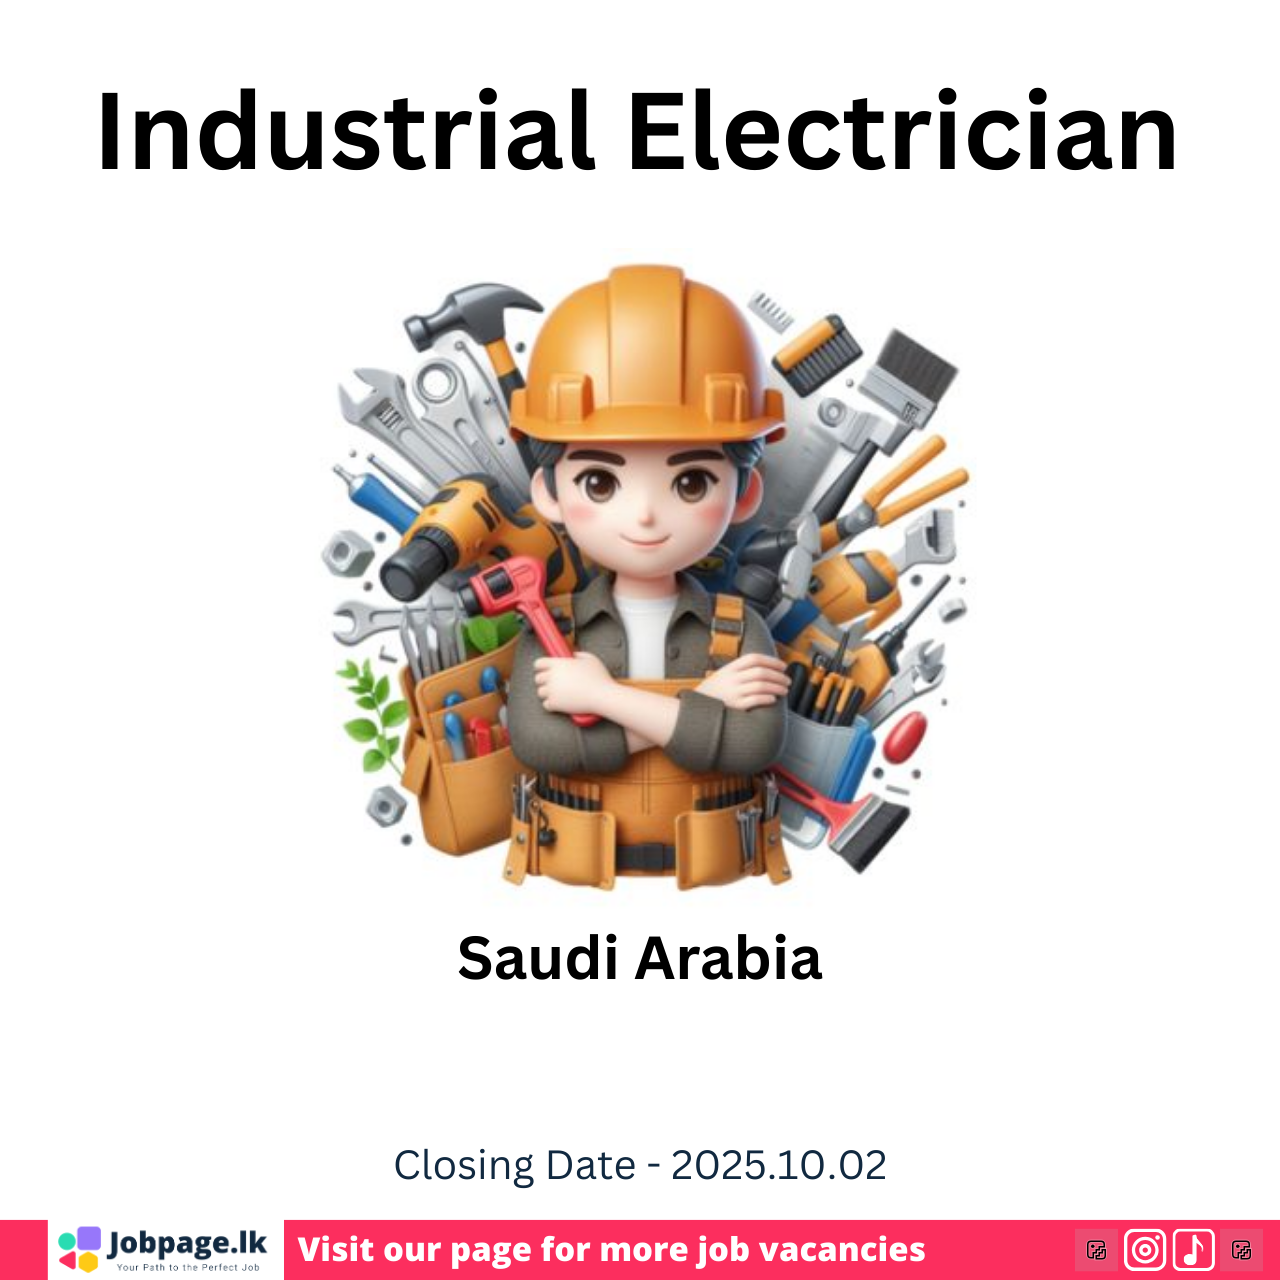 Industrial Electrician
Saudi Arabia
Closing Date - 2025.10.02
Jobpage.lk
Your Path to the Perfect Job
Visit our page for more job vacancies